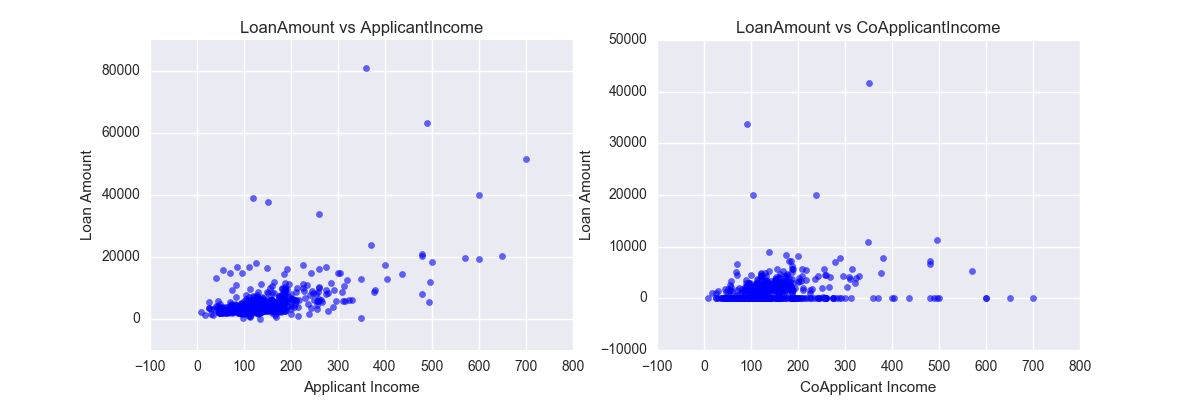 LoanAmount vs ApplicantIncome
80000
60000
40000
20000
0
Loan Amount
−100 0 100 200 300 400 500 600 700 800
Applicant Income
LoanAmount vs CoApplicantIncome
50000
40000
30000
20000
10000
0
−10000
Loan Amount
−100 0 100 200 300 400 500 600 700 800
CoApplicant Income